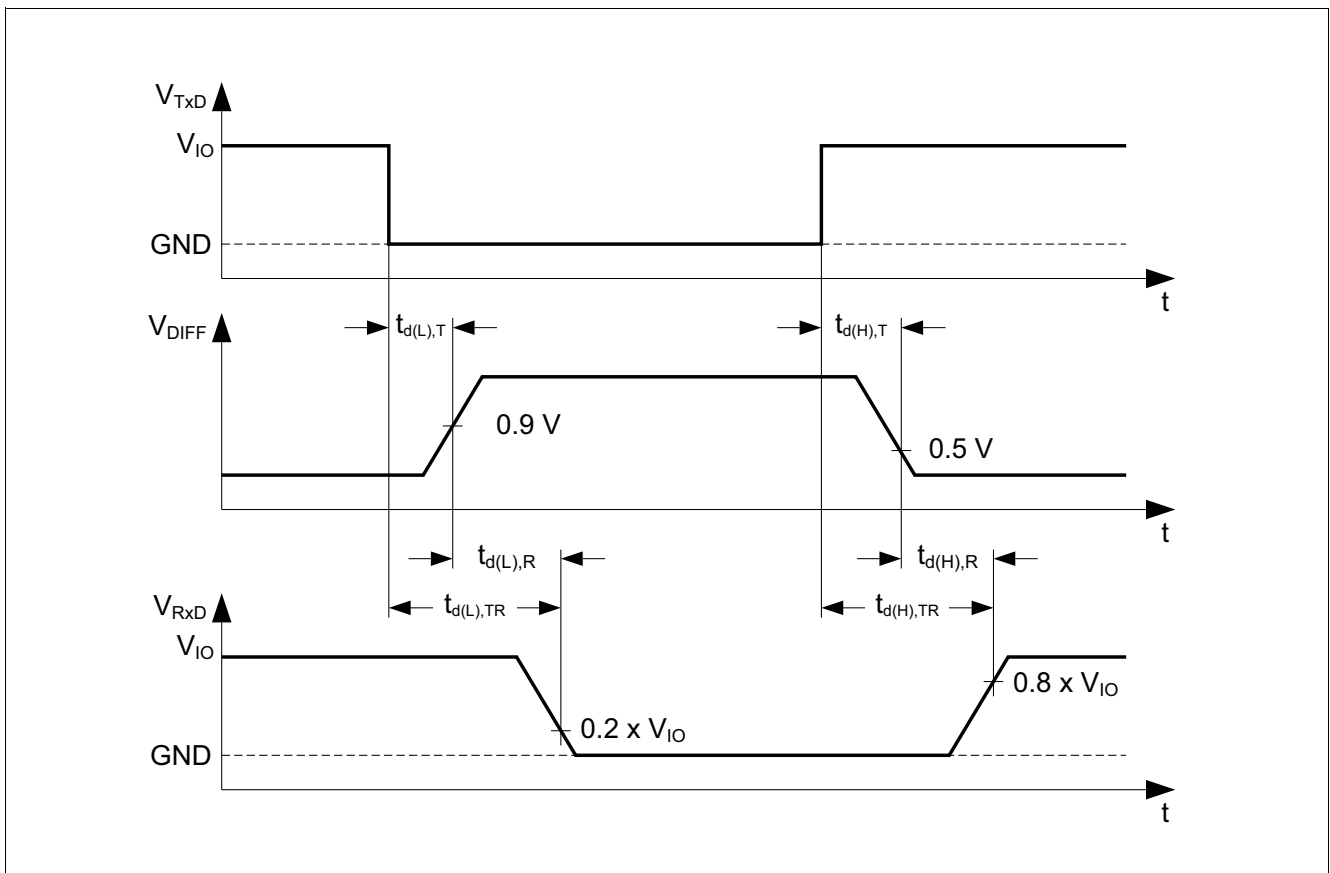 V_TxD
V_IO
GND
t
V_DIFF
t_d(L),T
t_d(H),T
0.9 V
0.5 V
t
t_d(L),R
t_d(H),R
V_RxD
t_d(L),TR
t_d(H),TR
V_IO
0.8 x V_IO
0.2 x V_IO
GND
t